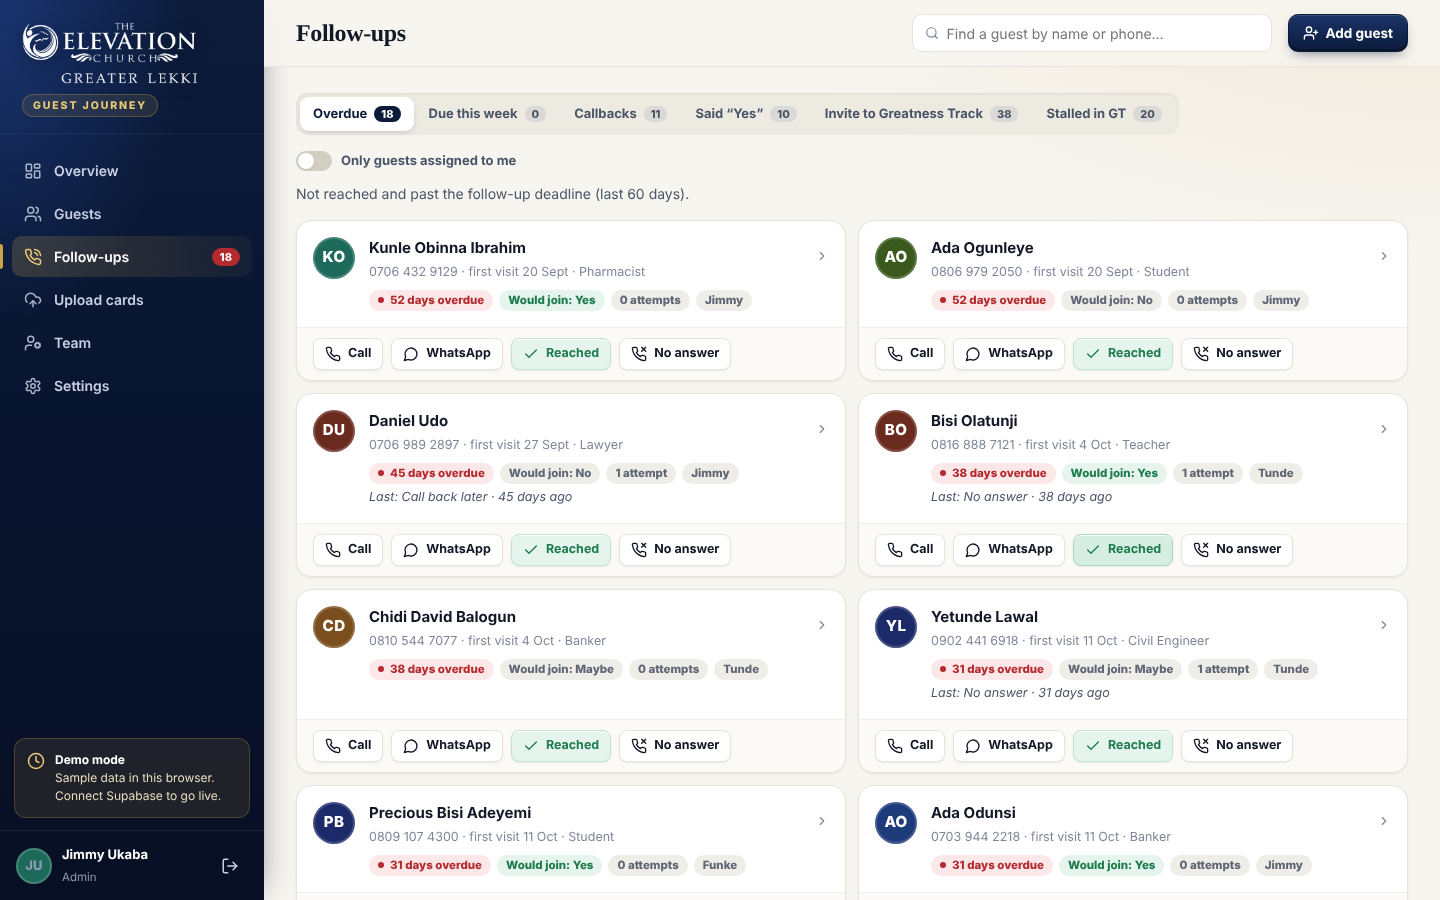 THE
ELEVATION
CHURCH
GREATER LEKKI
GUEST JOURNEY
Overview
Guests
Follow-ups 18
Upload cards
Team
Settings
Demo mode
Sample data in this browser.
Connect Supabase to go live.
JU Jimmy Ukaba
Admin
Follow-ups
Find a guest by name or phone...
Add guest
Overdue 18 Due this week 0 Callbacks 11 Said “Yes” 10 Invite to Greatness Track 38 Stalled in GT 20
Only guests assigned to me
Not reached and past the follow-up deadline (last 60 days).
KO Kunle Obinna Ibrahim
0706 432 9129 · first visit 20 Sept · Pharmacist
52 days overdue Would join: Yes 0 attempts Jimmy
Call WhatsApp Reached No answer
AO Ada Ogunleye
0806 979 2050 · first visit 20 Sept · Student
52 days overdue Would join: No 0 attempts Jimmy
Call WhatsApp Reached No answer
DU Daniel Udo
0706 989 2897 · first visit 27 Sept · Lawyer
45 days overdue Would join: No 1 attempt Jimmy
Last: Call back later · 45 days ago
Call WhatsApp Reached No answer
BO Bisi Olatunji
0816 888 7121 · first visit 4 Oct · Teacher
38 days overdue Would join: Yes 1 attempt Tunde
Last: No answer · 38 days ago
Call WhatsApp Reached No answer
CD Chidi David Balogun
0810 544 7077 · first visit 4 Oct · Banker
38 days overdue Would join: Maybe 0 attempts Tunde
Call WhatsApp Reached No answer
YL Yetunde Lawal
0902 441 6918 · first visit 11 Oct · Civil Engineer
31 days overdue Would join: Maybe 1 attempt Tunde
Last: No answer · 31 days ago
Call WhatsApp Reached No answer
PB Precious Bisi Adeyemi
0809 107 4300 · first visit 11 Oct · Student
31 days overdue Would join: Yes 0 attempts Funke
AO Ada Odunsi
0703 944 2218 · first visit 11 Oct · Banker
31 days overdue Would join: Yes 0 attempts Jimmy